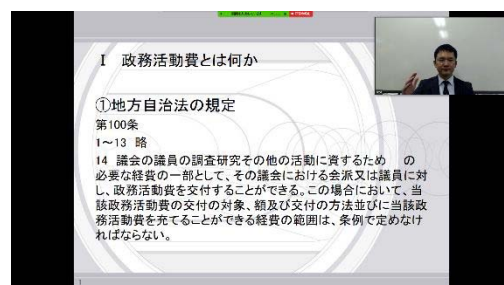 Ⅰ 政務活動費とは何か
①地方自治法の規定
第100条
1～13 略
14 議会の議員の調査研究その他の活動に資するため の
必要な経費の一部として、その議会における会派又は議員に対
し、政務活動費を交付することができる。この場合において、当
該政務活動費の交付の対象、額及び交付の方法並びに当該政
務活動費を充てることができる経費の範囲は、条例で定めなけ
ればならない。
1